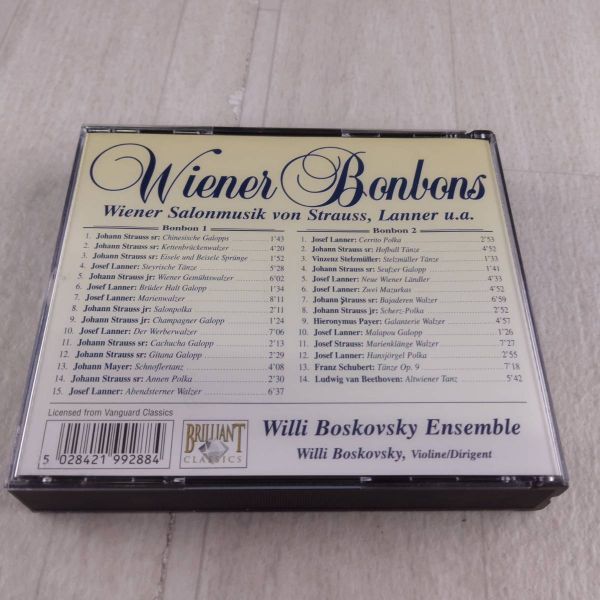 Wiener Bonbons
Wiener Salonmusik von Strauss, Lanner u.a.
Bonbon 1
1. Johann Strauss sr: Chinesische Galopps 1'43
2. Johann Strauss sr: Kettenbrückenwalzer 4'20
3. Johann Strauss sr: Eisele und Beisele Sprünge 1'52
4. Josef Lanner: Steyrische Tänze 5'28
5. Johann Strauss jr: Wiener Gemühtswalzer 6'02
6. Josef Lanner: Brüder Halt Galopp 1'34
7. Josef Lanner: Marienwalzer 8'11
8. Johann Strauss jr: Salonpolka 2'11
9. Johann Strauss jr: Champagner Galopp 1'24
10. Josef Lanner: Der Werberwalzer 7'06
11. Johann Strauss sr: Cachucha Galopp 2'13
12. Johann Strauss sr: Gitana Galopp 2'29
13. Johann Mayer: Schnoflertanz 4'08
14. Johann Strauss sr: Annen Polka 2'30
15. Josef Lanner: Abendsterner Walzer 6'37
Bonbon 2
1. Josef Lanner: Cerrito Polka 2'53
2. Johann Strauss jr: Hofball Tänze 4'52
3. Vinzenz Stelzmüller: Stelzmüller Tänze 1'33
4. Johann Strauss sr: Seufzer Galopp 1'41
5. Josef Lanner: Neue Wiener Ländler 4'33
6. Josef Lanner: Zwei Mazurkas 4'52
7. Johann Strauss sr: Bajaderen Walzer 6'59
8. Johann Strauss jr: Scherz-Polka 2'52
9. Hieronymus Payer: Galanterie Walzer 4'57
10. Josef Lanner: Malapou Galopp 1'26
11. Josef Strauss: Marienklänge Walzer 7'27
12. Josef Lanner: Hansjörgel Polka 2'55
13. Franz Schubert: Tänze Op. 9 7'18
14. Ludwig van Beethoven: Altwiener Tanz 5'42
Licensed from Vanguard Classics
5 028421 992884
BRILLIANT
CLASSICS
Willi Boskovsky Ensemble
Willi Boskovsky, Violine/Dirigent